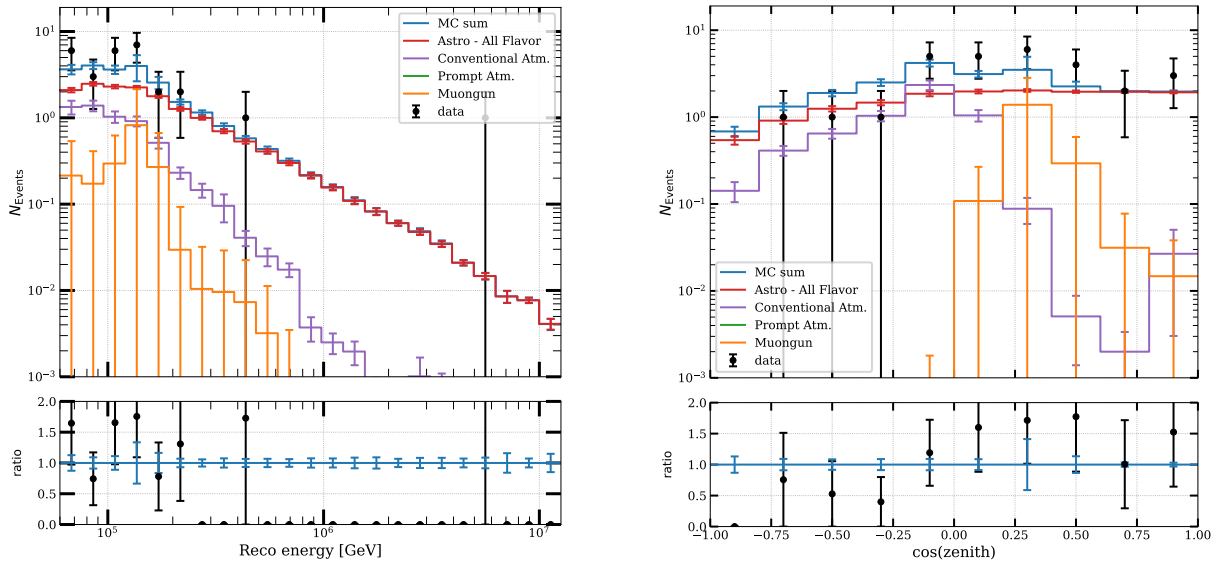 MC sum
Astro - All Flavor
Conventional Atm.
Prompt Atm.
Muongun
data
N_Events
10¹
10⁰
10⁻¹
10⁻²
10⁻³
ratio
2.0
1.5
1.0
0.5
0.0
10⁵
10⁶
10⁷
Reco energy [GeV]
N_Events
10¹
10⁰
10⁻¹
10⁻²
10⁻³
MC sum
Astro - All Flavor
Conventional Atm.
Prompt Atm.
Muongun
data
ratio
2.0
1.5
1.0
0.5
0.0
−1.00 −0.75 −0.50 −0.25 0.00 0.25 0.50 0.75 1.00
cos(zenith)